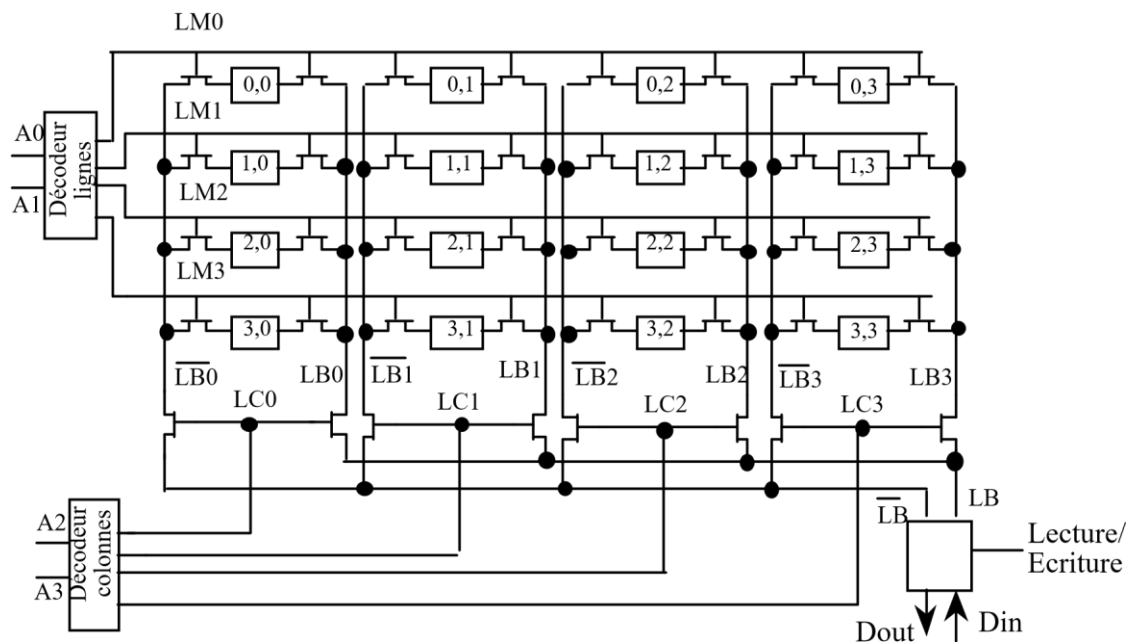 LM0
0,0 0,1 0,2 0,3
LM1
A0
Décodeur
lignes
1,0 1,1 1,2 1,3
A1
LM2
2,0 2,1 2,2 2,3
LM3
3,0 3,1 3,2 3,3
LB0 LB0 LB1 LB1 LB2 LB2 LB3 LB3
LC0 LC1 LC2 LC3
LB LB
A2
Décodeur
colonnes
A3
Lecture/
Ecriture
Dout Din